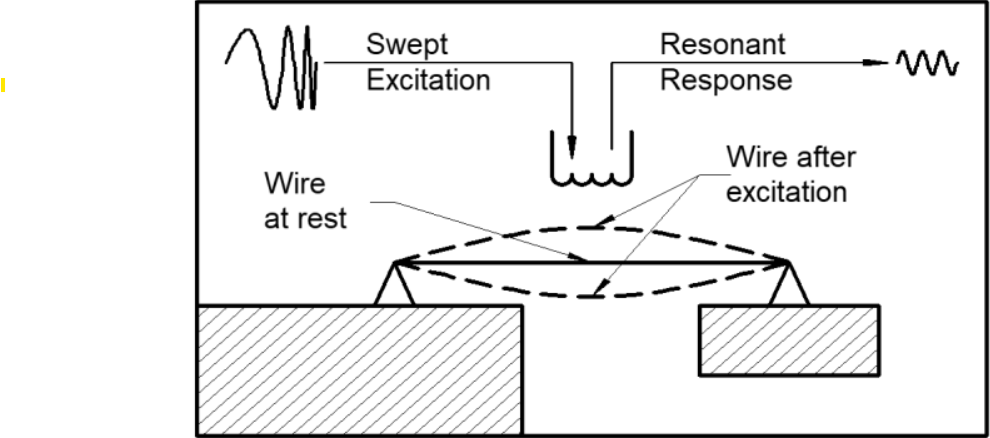 Swept
Excitation
Resonant
Response
Wire after
excitation
Wire
at rest